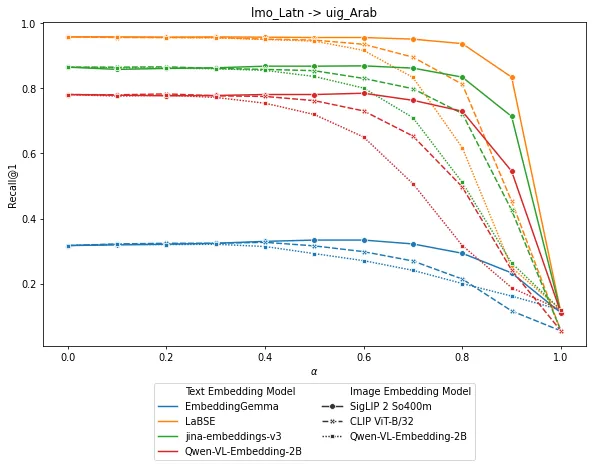 lmo_Latn -> uig_Arab
1.0
0.8
0.6
0.4
0.2
Recall@1
0.0 0.2 0.4 0.6 0.8 1.0
α
Text Embedding Model Image Embedding Model
EmbeddingGemma SigLIP 2 So400m
LaBSE CLIP ViT-B/32
jina-embeddings-v3 Qwen-VL-Embedding-2B
Qwen-VL-Embedding-2B